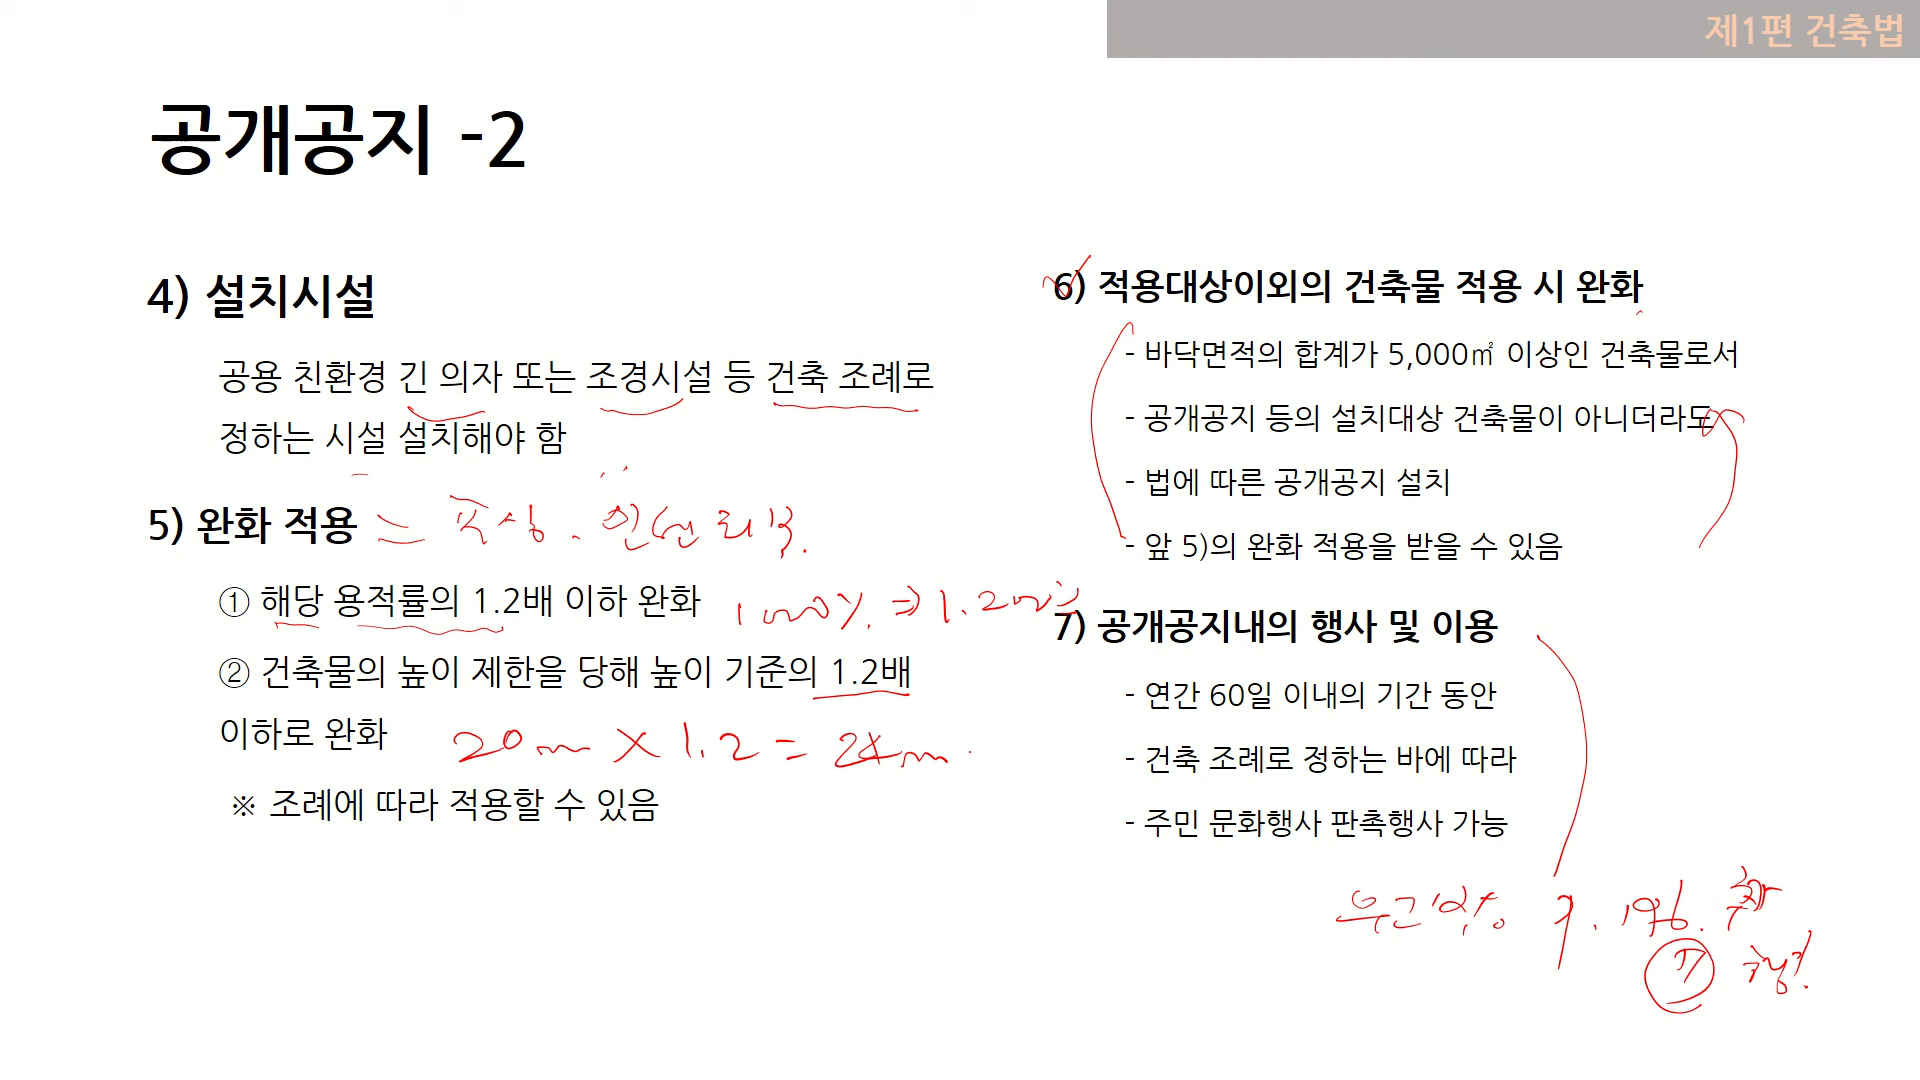 제1편 건축법
공개공지 -2
4) 설치시설
공용 친환경 긴 의자 또는 조경시설 등 건축 조례로
정하는 시설 설치해야 함
5) 완화 적용 = 보상. 인센티브.
① 해당 용적률의 1.2배 이하 완화 1000%. ⇒ 1.200%
② 건축물의 높이 제한을 당해 높이 기준의 1.2배
이하로 완화 20m × 1.2 = 24m.
※ 조례에 따라 적용할 수 있음
6) 적용대상이외의 건축물 적용 시 완화
- 바닥면적의 합계가 5,000㎡ 이상인 건축물로서
- 공개공지 등의 설치대상 건축물이 아니더라도
- 법에 따른 공개공지 설치
- 앞 5)의 완화 적용을 받을 수 있음
7) 공개공지내의 행사 및 이용
- 연간 60일 이내의 기간 동안
- 건축 조례로 정하는 바에 따라
- 주민 문화행사 판촉행사 가능
P. 196.